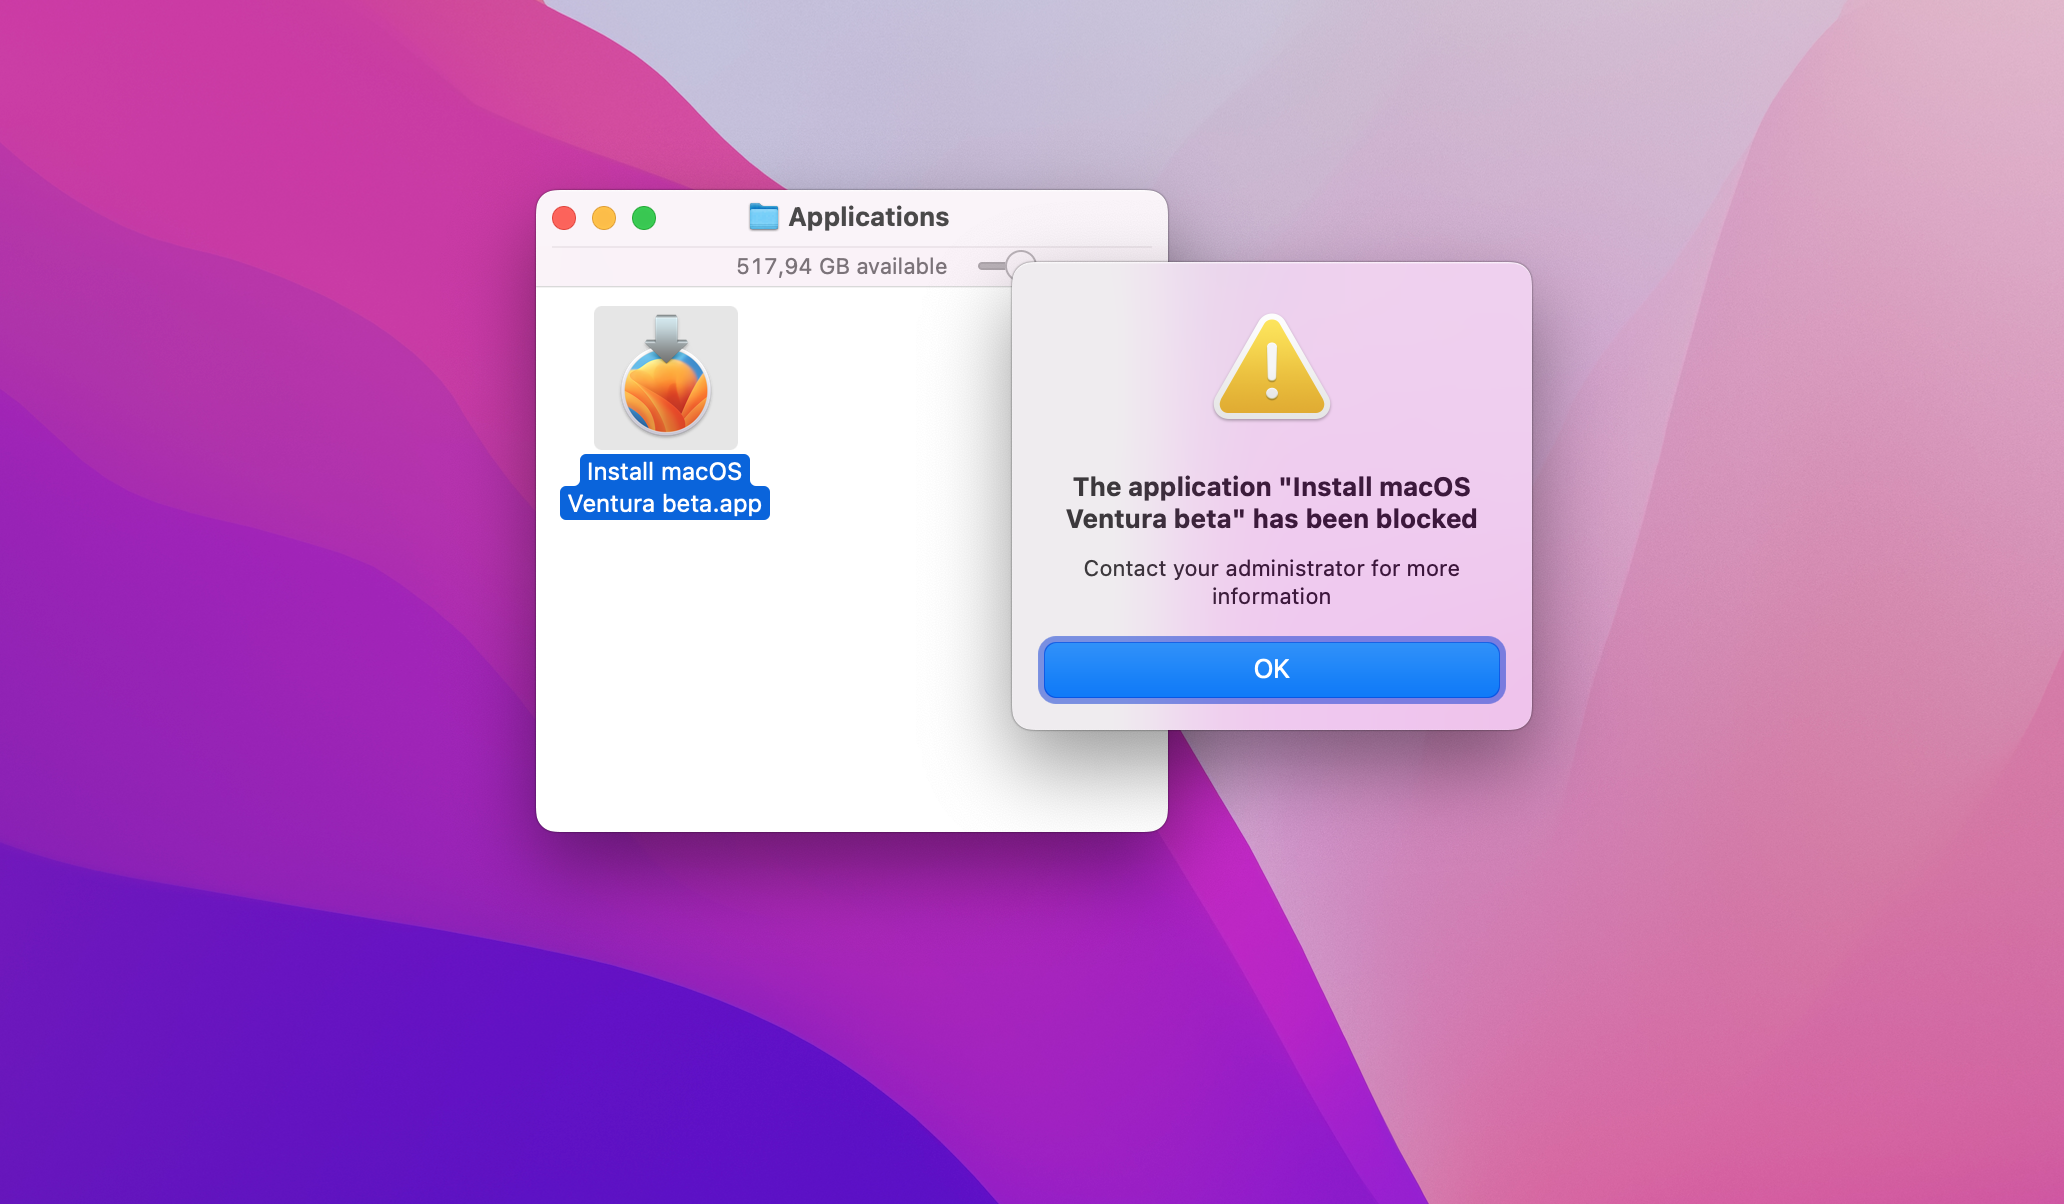 Applications
517,94 GB available
Install macOS
Ventura beta.app
The application "Install macOS
Ventura beta" has been blocked
Contact your administrator for more
information
OK